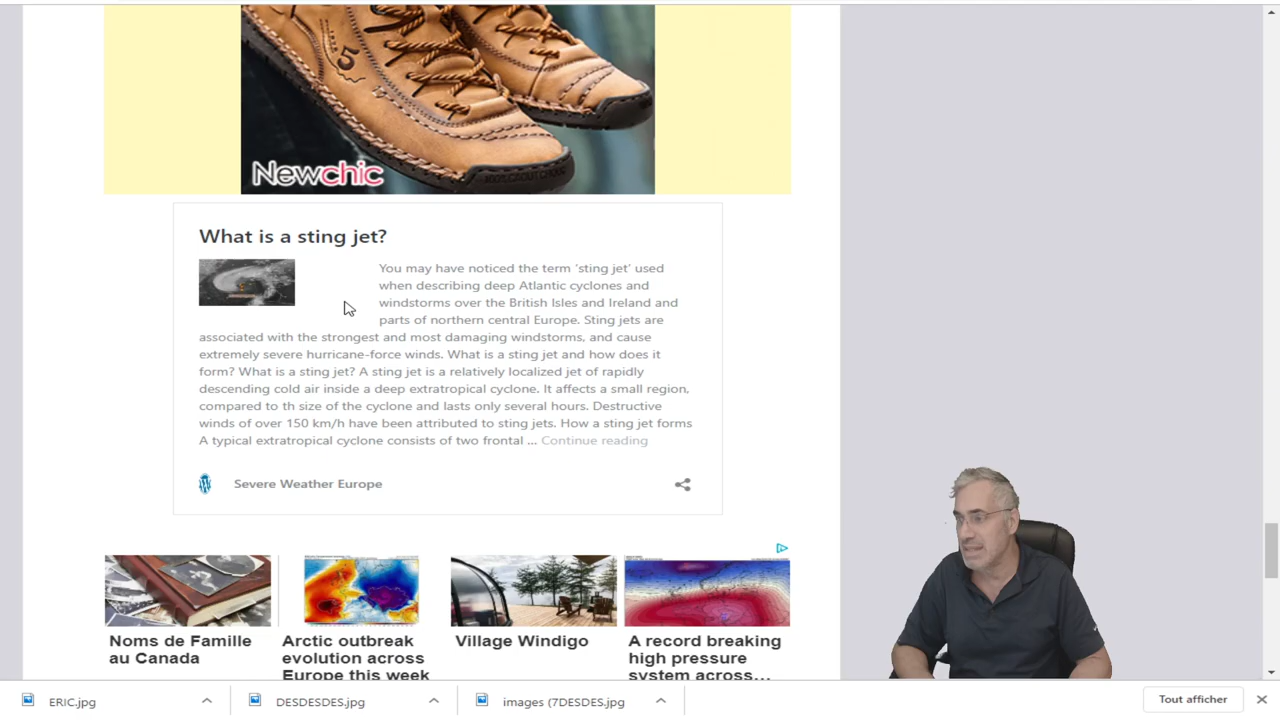 5
Newchic
What is a sting jet?
You may have noticed the term ‘sting jet’ used
when describing deep Atlantic cyclones and
windstorms over the British Isles and Ireland and
parts of northern central Europe. Sting jets are
associated with the strongest and most damaging windstorms, and cause
extremely severe hurricane-force winds. What is a sting jet and how does it
form? What is a sting jet? A sting jet is a relatively localized jet of rapidly
descending cold air inside a deep extratropical cyclone. It affects a small region,
compared to th size of the cyclone and lasts only several hours. Destructive
winds of over 150 km/h have been attributed to sting jets. How a sting jet forms
A typical extratropical cyclone consists of two frontal ... Continue reading
Severe Weather Europe
Noms de Famille
au Canada
Arctic outbreak
evolution across
Europe this week
Village Windigo
A record breaking
high pressure
system across...
ERIC.jpg
DESDESDES.jpg
images (7DESDES.jpg
Tout afficher